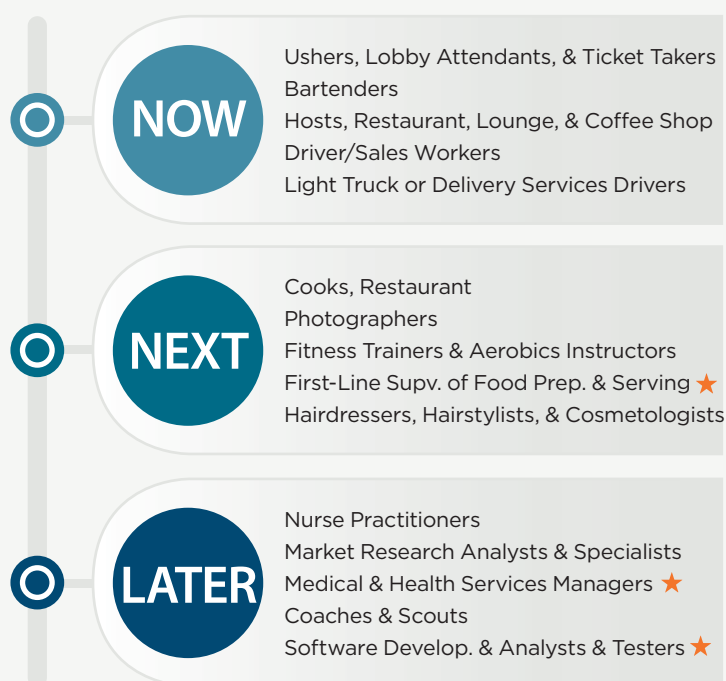 NOW
Ushers, Lobby Attendants, & Ticket Takers
Bartenders
Hosts, Restaurant, Lounge, & Coffee Shop
Driver/Sales Workers
Light Truck or Delivery Services Drivers
NEXT
Cooks, Restaurant
Photographers
Fitness Trainers & Aerobics Instructors
First-Line Supv. of Food Prep. & Serving
Hairdressers, Hairstylists, & Cosmetologists
LATER
Nurse Practitioners
Market Research Analysts & Specialists
Medical & Health Services Managers
Coaches & Scouts
Software Develop. & Analysts & Testers